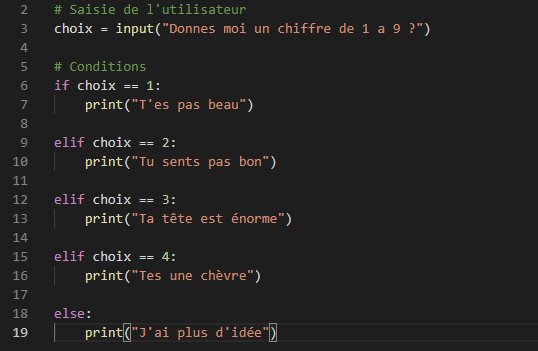 2 # Saisie de l'utilisateur
3 choix = input("Donnes moi un chiffre de 1 a 9 ?")
4
5 # Conditions
6 if choix == 1:
7 print("T'es pas beau")
8
9 elif choix == 2:
10 print("Tu sents pas bon")
11
12 elif choix == 3:
13 print("Ta tête est énorme")
14
15 elif choix == 4:
16 print("Tes une chèvre")
17
18 else:
19 print("J'ai plus d'idée")